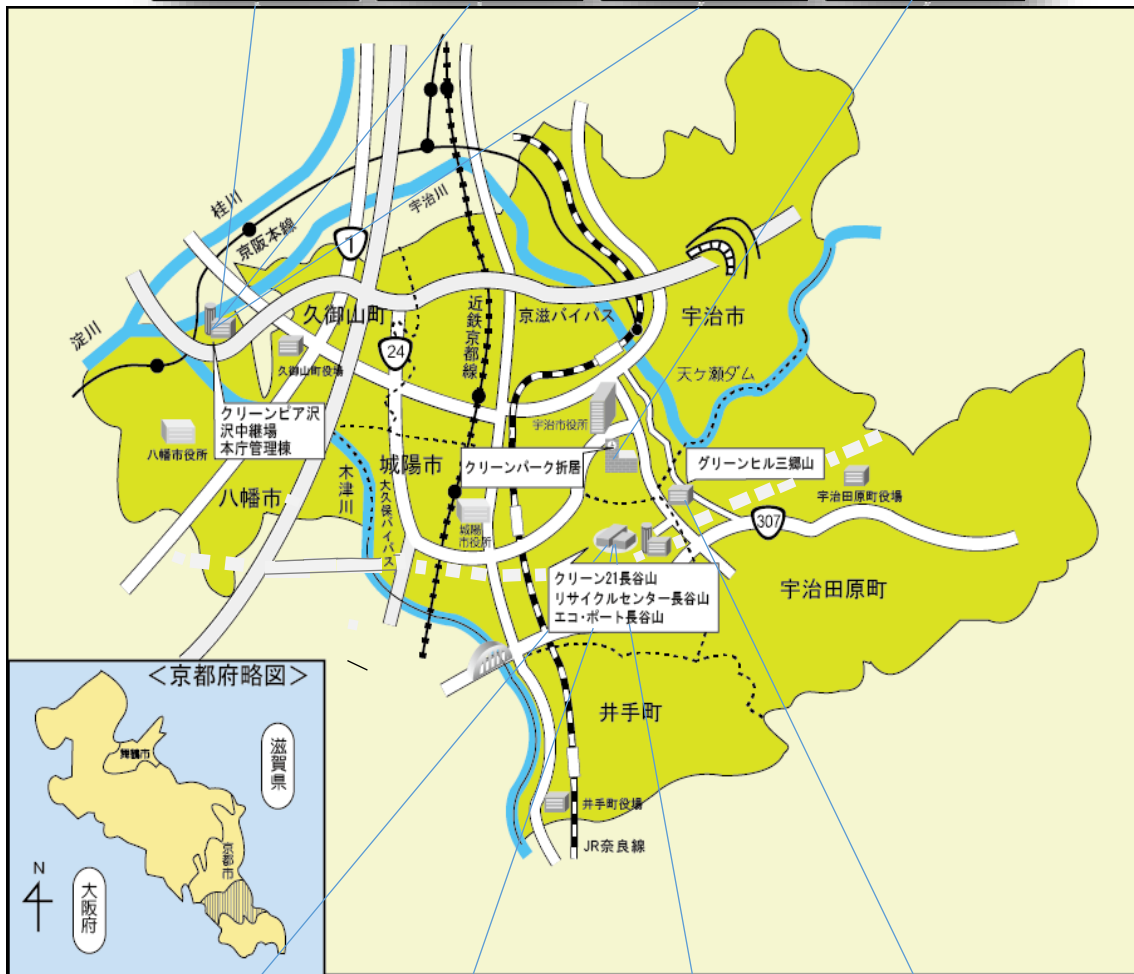 桂川
京阪本線
宇治川
1
淀川
久御山町
近鉄京都線
京滋バイパス
宇治市
24
久御山町役場
天ケ瀬ダム
クリーンピア沢
沢中継場
本庁管理棟
宇治市役所
八幡市役所
城陽市
クリーンパーク折居
グリーンヒル三郷山
宇治田原町役場
八幡市
木津川
大久保バイパス
城陽
市役所
307
クリーン21長谷山
リサイクルセンター長谷山
エコ・ポート長谷山
宇治田原町
井手町
井手町役場
JR奈良線
＜京都府略図＞
舞鶴市
滋賀県
京都市
N
大阪府